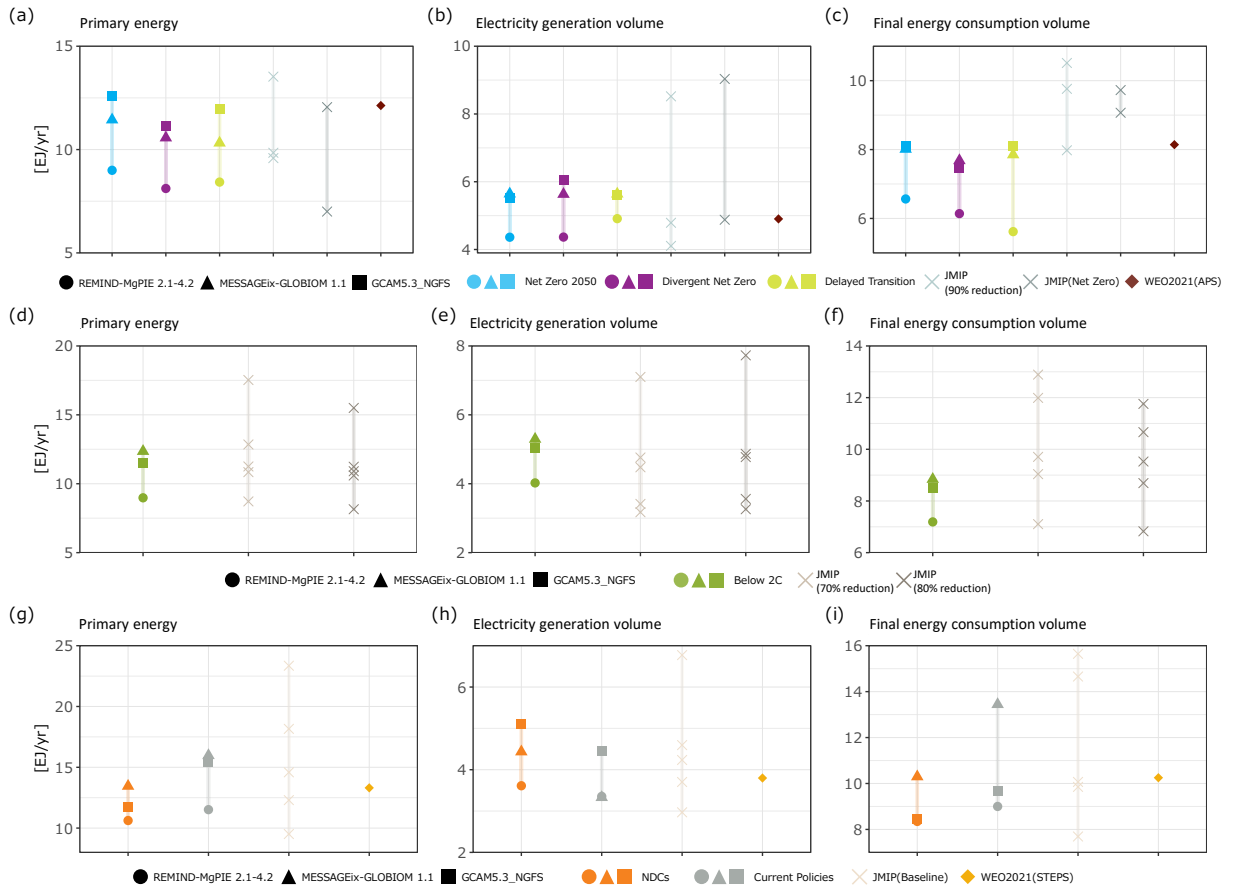 (a)
Primary energy
(b)
Electricity generation volume
(c)
Final energy consumption volume
[EJ/yr]
15
10
5
10
8
6
4
10
8
6
REMIND-MgPIE 2.1-4.2
MESSAGEix-GLOBIOM 1.1
GCAM5.3_NGFS
Net Zero 2050
Divergent Net Zero
Delayed Transition
JMIP
(90% reduction)
JMIP(Net Zero)
WEO2021(APS)
(d)
Primary energy
(e)
Electricity generation volume
(f)
Final energy consumption volume
[EJ/yr]
20
15
10
5
8
6
4
2
14
12
10
8
6
REMIND-MgPIE 2.1-4.2
MESSAGEix-GLOBIOM 1.1
GCAM5.3_NGFS
Below 2C
JMIP
(70% reduction)
JMIP
(80% reduction)
(g)
Primary energy
(h)
Electricity generation volume
(i)
Final energy consumption volume
[EJ/yr]
25
20
15
10
6
4
2
16
14
12
10
8
REMIND-MgPIE 2.1-4.2
MESSAGEix-GLOBIOM 1.1
GCAM5.3_NGFS
NDCs
Current Policies
JMIP(Baseline)
WEO2021(STEPS)